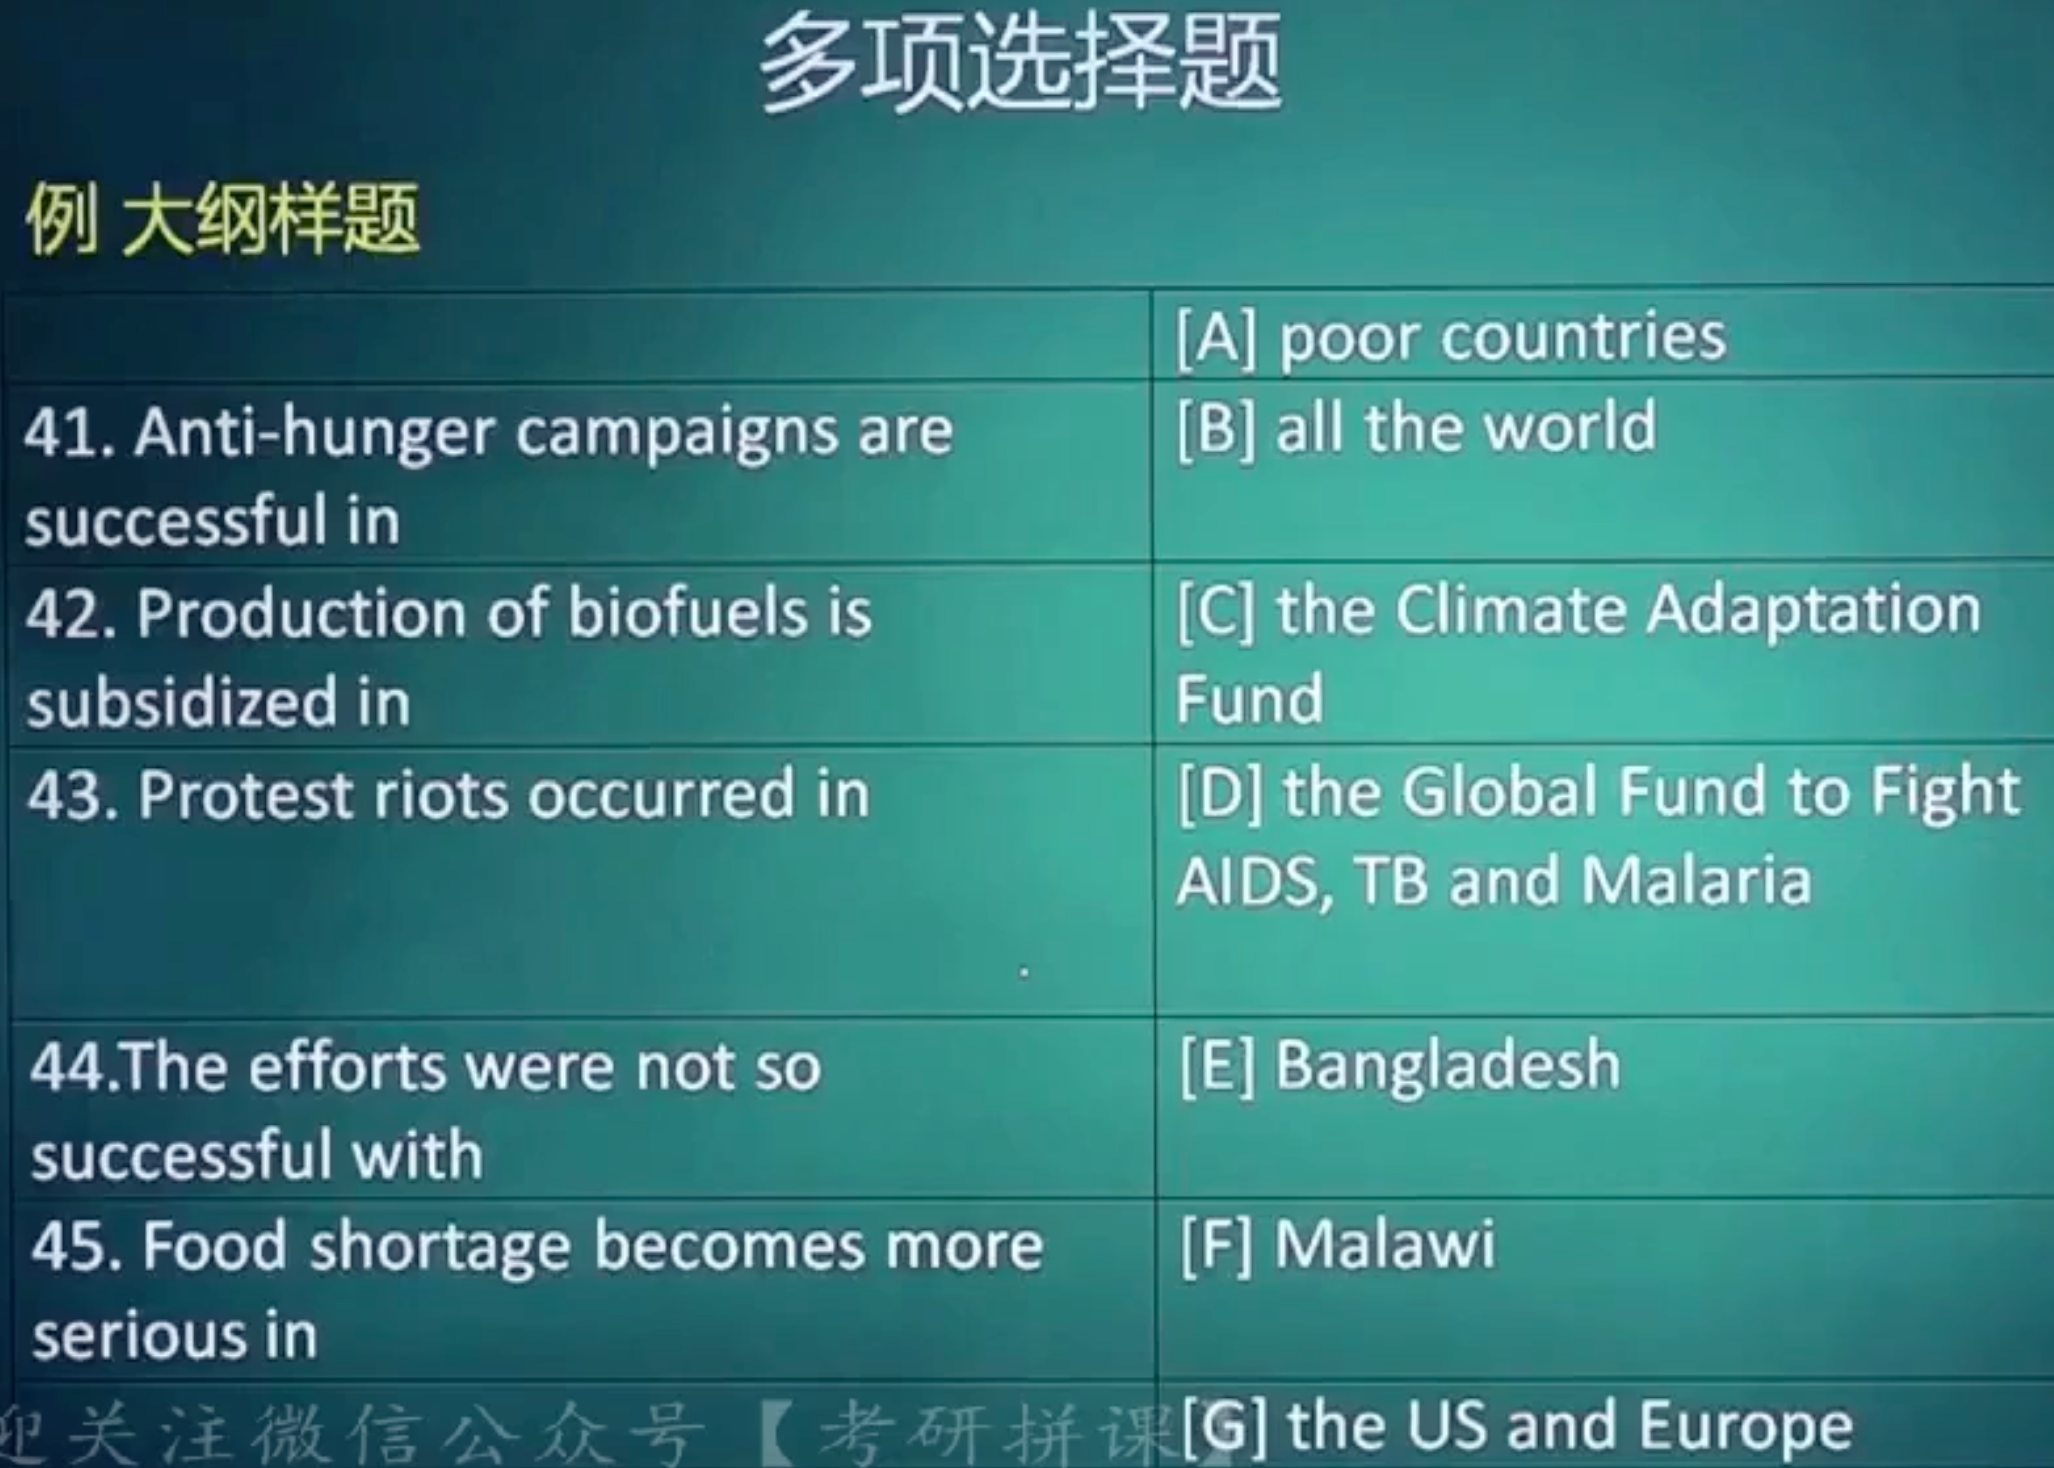 多项选择题
例 大纲样题
[A] poor countries
41. Anti-hunger campaigns are
successful in
[B] all the world
42. Production of biofuels is
subsidized in
[C] the Climate Adaptation
Fund
43. Protest riots occurred in
[D] the Global Fund to Fight
AIDS, TB and Malaria
44.The efforts were not so
successful with
[E] Bangladesh
45. Food shortage becomes more
serious in
[F] Malawi
[G] the US and Europe
迎关注微信公众号【考研拼课】